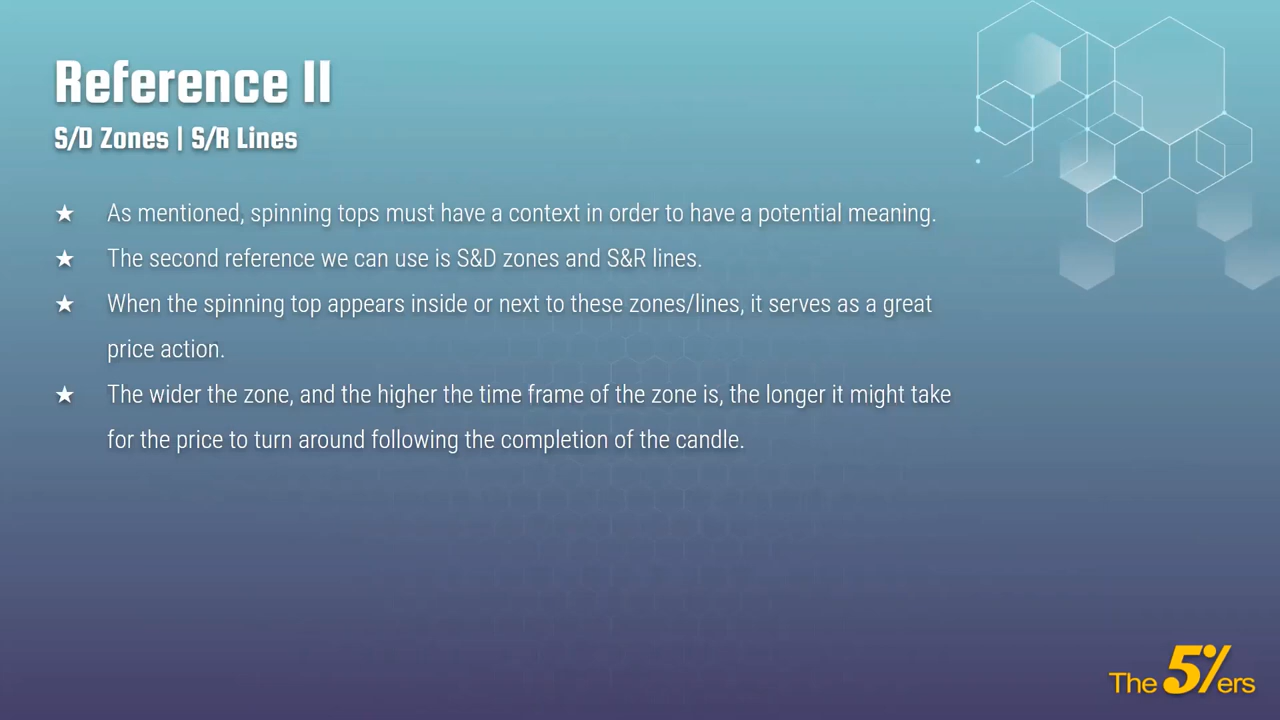 Reference II
S/D Zones | S/R Lines
★ As mentioned, spinning tops must have a context in order to have a potential meaning.
★ The second reference we can use is S&D zones and S&R lines.
★ When the spinning top appears inside or next to these zones/lines, it serves as a great
price action.
★ The wider the zone, and the higher the time frame of the zone is, the longer it might take
for the price to turn around following the completion of the candle.
The 5%ers